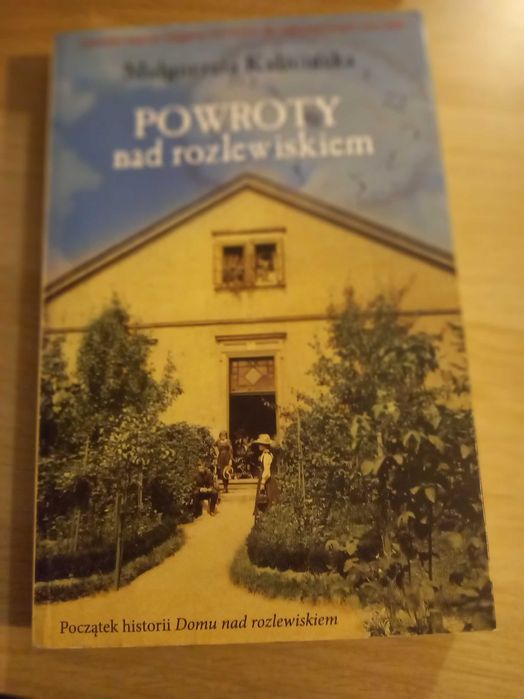 Małgorzata Kalicińska
POWROTY
nad rozlewiskiem
Początek historii Domu nad rozlewiskiem